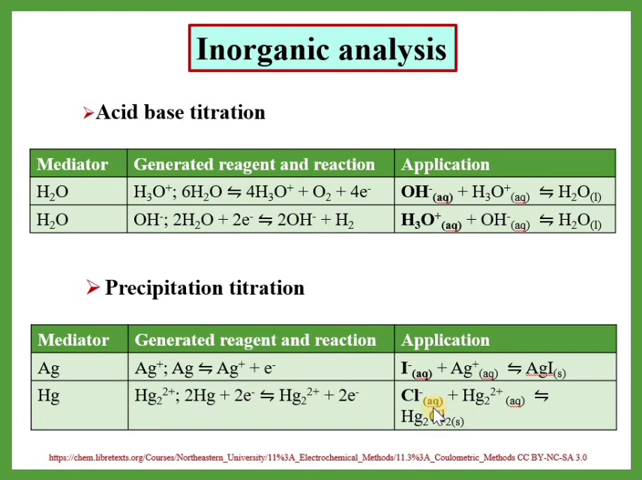 Inorganic analysis
Acid base titration
Mediator Generated reagent and reaction Application
H₂O H₃O⁺; 6H₂O ⇋ 4H₃O⁺ + O₂ + 4e⁻ OH⁻(aq) + H₃O⁺(aq) ⇋ H₂O(l)
H₂O OH⁻; 2H₂O + 2e⁻ ⇋ 2OH⁻ + H₂ H₃O⁺(aq) + OH⁻(aq) ⇋ H₂O(l)
Precipitation titration
Mediator Generated reagent and reaction Application
Ag Ag⁺; Ag ⇋ Ag⁺ + e⁻ I⁻(aq) + Ag⁺(aq) ⇋ AgI(s)
Hg Hg₂²⁺; 2Hg + 2e⁻ ⇋ Hg₂²⁺ + 2e⁻ Cl⁻(aq) + Hg₂²⁺(aq) ⇋
https://chem.libretexts.org/Courses/Northeastern_University/11%3A_Electrochemical_Methods/11.3%3A_Coulometric_Methods CC BY-NC-SA 3.0